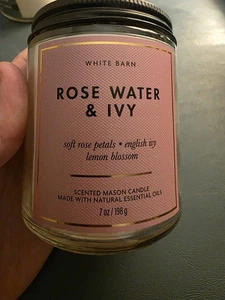 WHITE BARN
ROSE WATER
& IVY
soft rose petals • english ivy
lemon blossom
SCENTED MASON CANDLE
MADE WITH NATURAL ESSENTIAL OILS
7 oz / 198 g